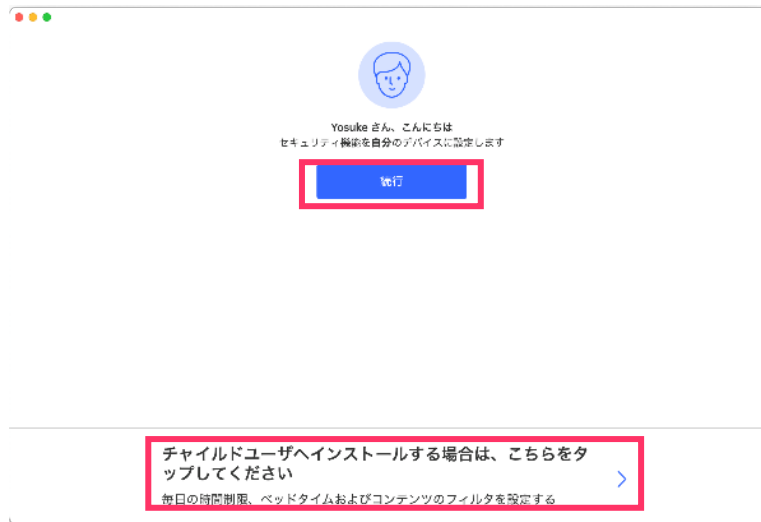 Yosuke さん、こんにちは
セキュリティ機能を自分のデバイスに設定します
続行
チャイルドユーザへインストールする場合は、こちらをタ
ップしてください
毎日の時間制限、ベッドタイムおよびコンテンツのフィルタを設定する